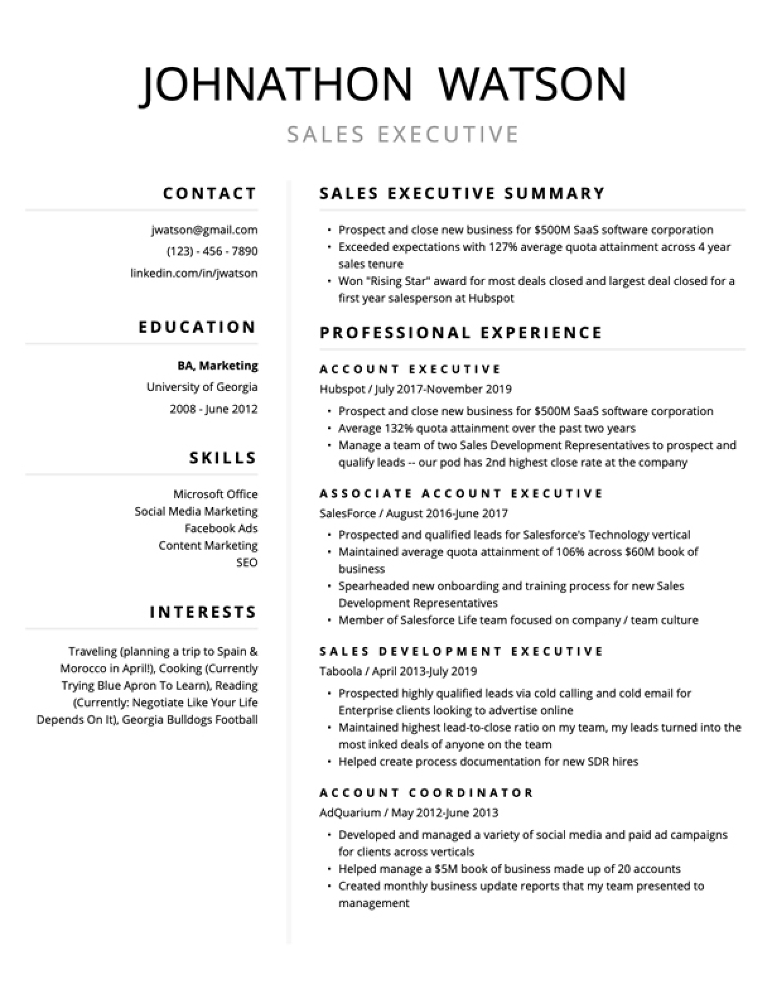 JOHNATHON WATSON
SALES EXECUTIVE
CONTACT
jwatson@gmail.com
(123) - 456 - 7890
linkedin.com/in/jwatson
EDUCATION
BA, Marketing
University of Georgia
2008 - June 2012
SKILLS
Microsoft Office
Social Media Marketing
Facebook Ads
Content Marketing
SEO
INTERESTS
Traveling (planning a trip to Spain &
Morocco in April!), Cooking (Currently
Trying Blue Apron To Learn), Reading
(Currently: Negotiate Like Your Life
Depends On It), Georgia Bulldogs Football
SALES EXECUTIVE SUMMARY
• Prospect and close new business for $500M SaaS software corporation
• Exceeded expectations with 127% average quota attainment across 4 year
sales tenure
• Won "Rising Star" award for most deals closed and largest deal closed for a
first year salesperson at Hubspot
PROFESSIONAL EXPERIENCE
ACCOUNT EXECUTIVE
Hubspot / July 2017-November 2019
• Prospect and close new business for $500M SaaS software corporation
• Average 132% quota attainment over the past two years
• Manage a team of two Sales Development Representatives to prospect and
qualify leads -- our pod has 2nd highest close rate at the company
ASSOCIATE ACCOUNT EXECUTIVE
SalesForce / August 2016-June 2017
• Prospected and qualified leads for Salesforce's Technology vertical
• Maintained average quota attainment of 106% across $60M book of
business
• Spearheaded new onboarding and training process for new Sales
Development Representatives
• Member of Salesforce Life team focused on company / team culture
SALES DEVELOPMENT EXECUTIVE
Taboola / April 2013-July 2019
• Prospected highly qualified leads via cold calling and cold email for
Enterprise clients looking to advertise online
• Maintained highest lead-to-close ratio on my team, my leads turned into the
most inked deals of anyone on the team
• Helped create process documentation for new SDR hires
ACCOUNT COORDINATOR
AdQuarium / May 2012-June 2013
• Developed and managed a variety of social media and paid ad campaigns
for clients across verticals
• Helped manage a $5M book of business made up of 20 accounts
• Created monthly business update reports that my team presented to
management